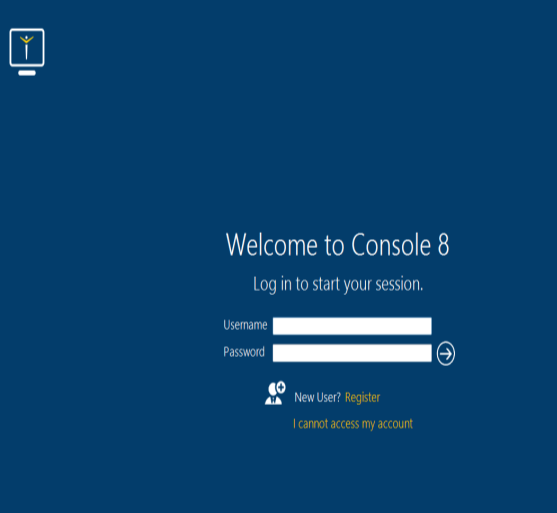 Welcome to Console 8
Log in to start your session.
Username
Password
New User? Register
I cannot access my account